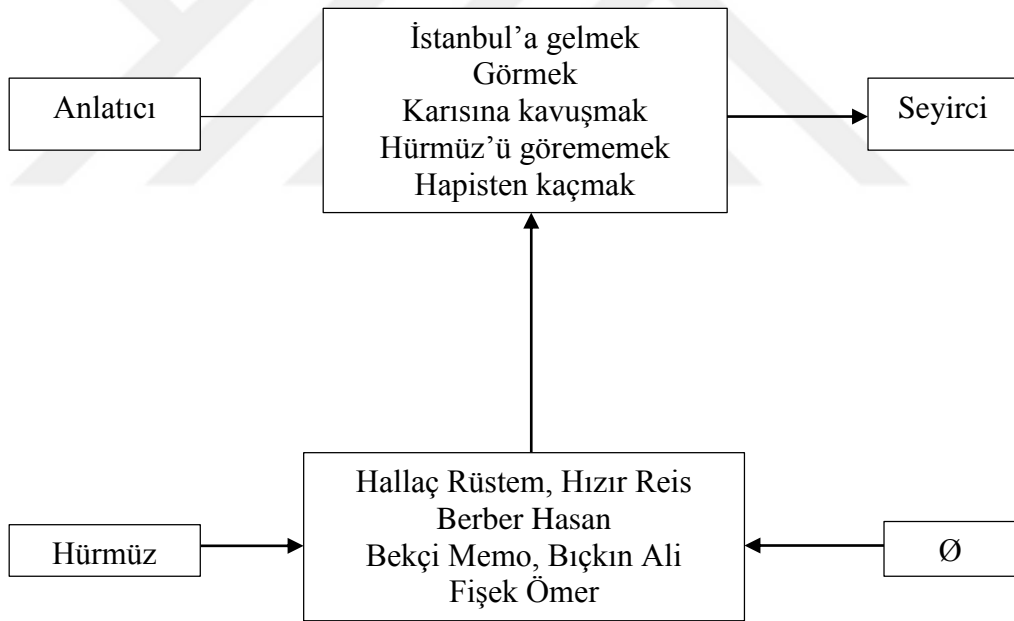 İstanbul’a gelmek
Görmek
Karısına kavuşmak
Hürmüz’ü görememek
Hapisten kaçmak
Anlatıcı
Seyirci
Hallaç Rüstem, Hızır Reis
Berber Hasan
Bekçi Memo, Bıçkın Ali
Fişek Ömer
Hürmüz
Ø